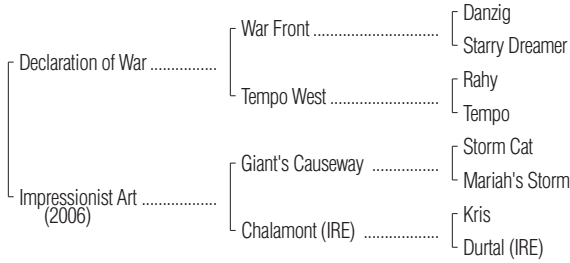 Danzig
War Front ........................
Starry Dreamer
Declaration of War ................
Rahy
Tempo West .........................
Tempo
Storm Cat
Giant's Causeway ...............
Mariah's Storm
Impressionist Art ..................
(2006)
Kris
Chalamont (IRE) .................
Durtal (IRE)